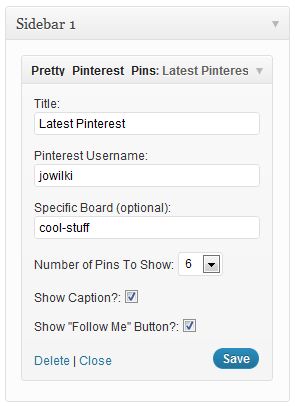 Sidebar 1
Pretty Pinterest Pins: Latest Pinteres
Title:
Latest Pinterest
Pinterest Username:
jowilki
Specific Board (optional):
cool-stuff
Number of Pins To Show: 6
Show Caption?:
Show "Follow Me" Button?:
Delete | Close Save